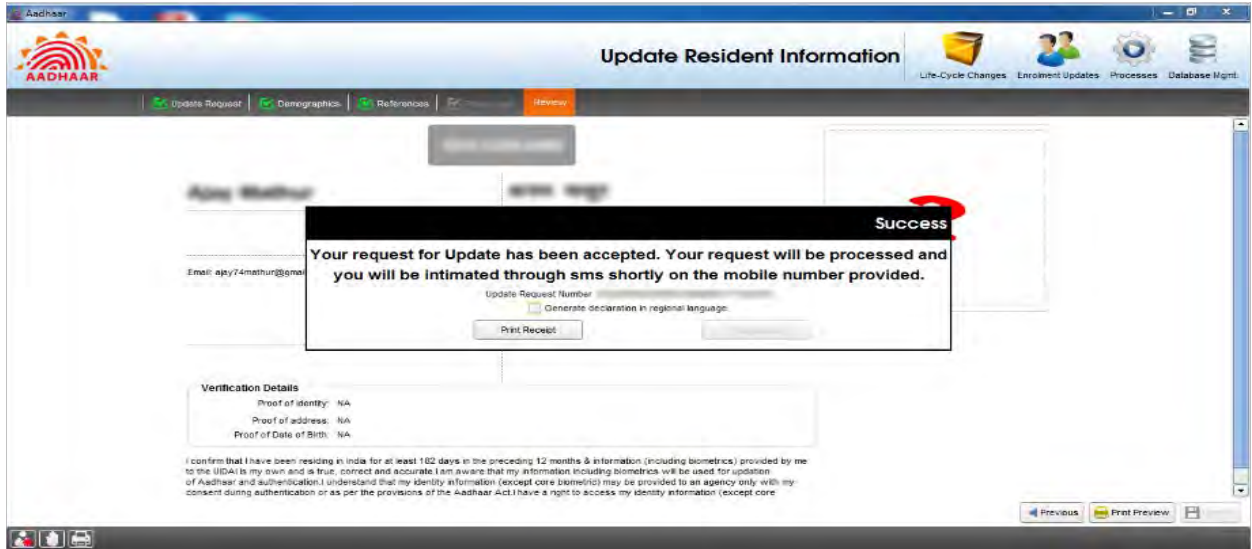 Aadhaar
AADHAAR
Update Resident Information
Life-Cycle Changes
Enrolment Updates
Processes
Database Mgmt.
Update Request
Demographics
References
Review
Success
Your request for Update has been accepted. Your request will be processed and
you will be intimated through sms shortly on the mobile number provided.
Update Request Number
Generate declaration in regional language.
Print Receipt
Email: ajay74mathur@gmai
Verification Details
Proof of identity: NA
Proof of address: NA
Proof of Date of Birth: NA
I confirm that I have been residing in India for at least 182 days in the preceding 12 months & information (including biometrics) provided by me
to the UIDAI is my own and is true, correct and accurate.I am aware that my information including biometrics will be used for updation
of Aadhaar and authentication.I understand that my identity information (except core biometric) may be provided to an agency only with my
consent during authentication or as per the provisions of the Aadhaar Act.I have a right to access my identity information (except core
Previous
Print Preview